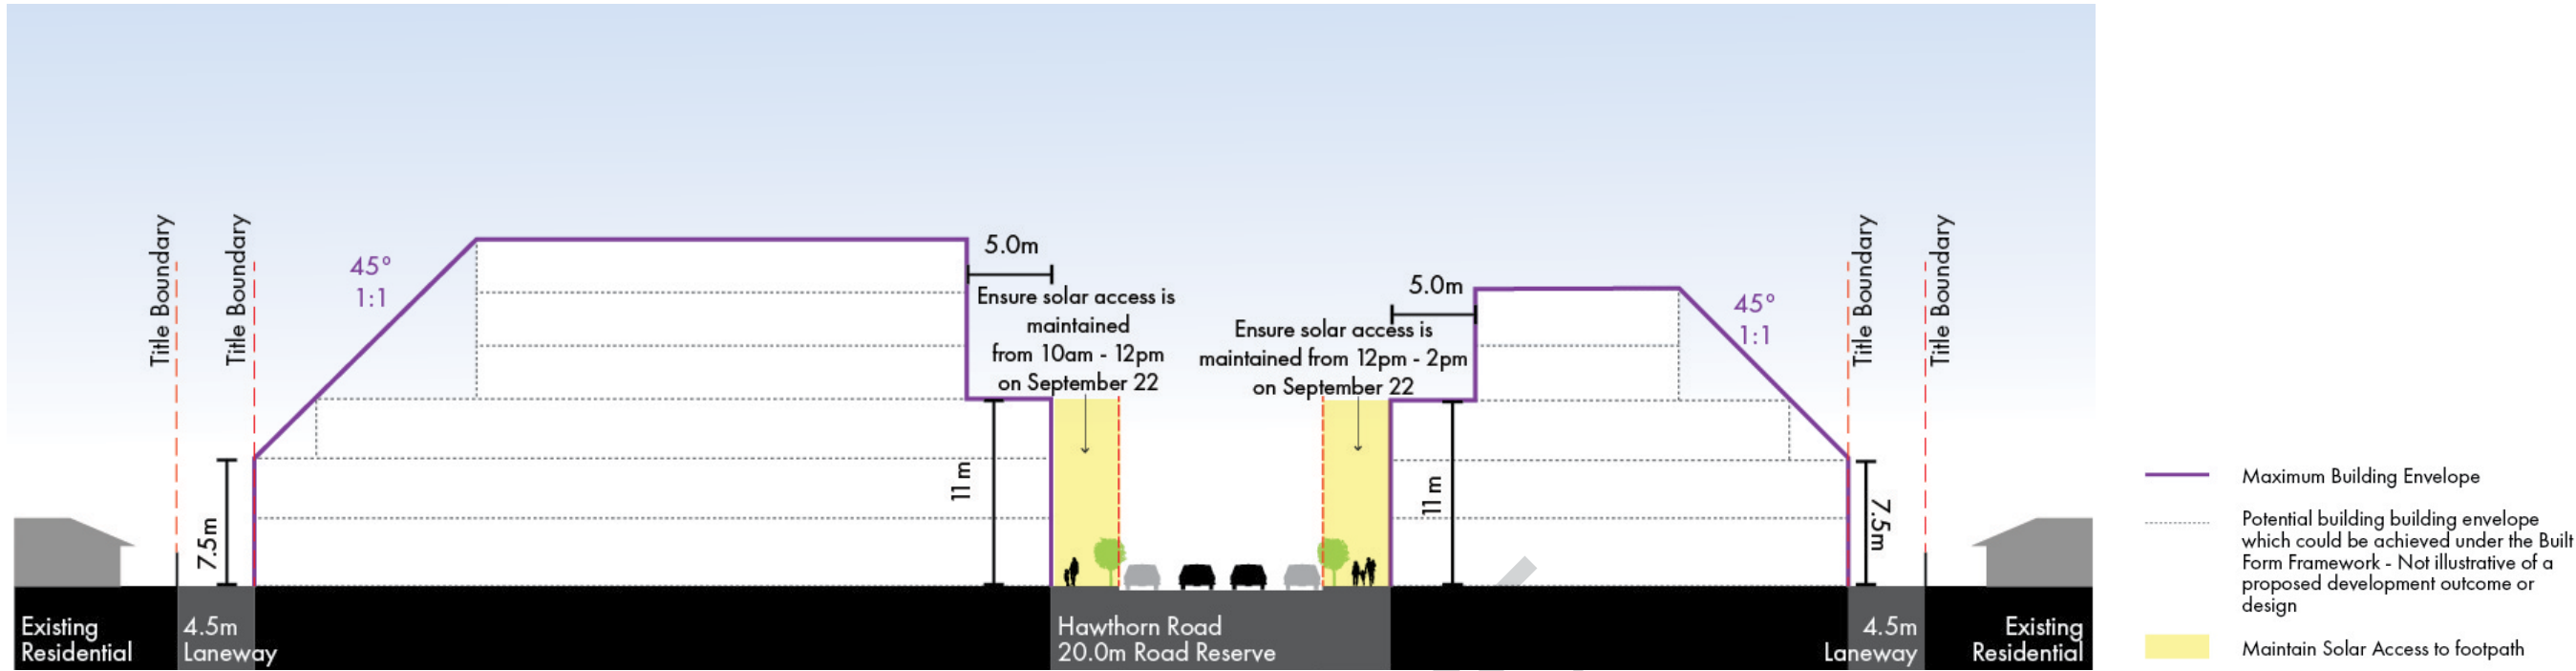 Title Boundary
Title Boundary
45°
1:1
5.0m
Ensure solar access is
maintained
from 10am - 12pm
on September 22
5.0m
Ensure solar access is
maintained from 12pm - 2pm
on September 22
45°
1:1
Title Boundary
Title Boundary
7.5m
11 m
11 m
7.5m
Existing
Residential
4.5m
Laneway
Hawthorn Road
20.0m Road Reserve
4.5m
Laneway
Existing
Residential
Maximum Building Envelope
Potential building building envelope
which could be achieved under the Built
Form Framework - Not illustrative of a
proposed development outcome or
design
Maintain Solar Access to footpath